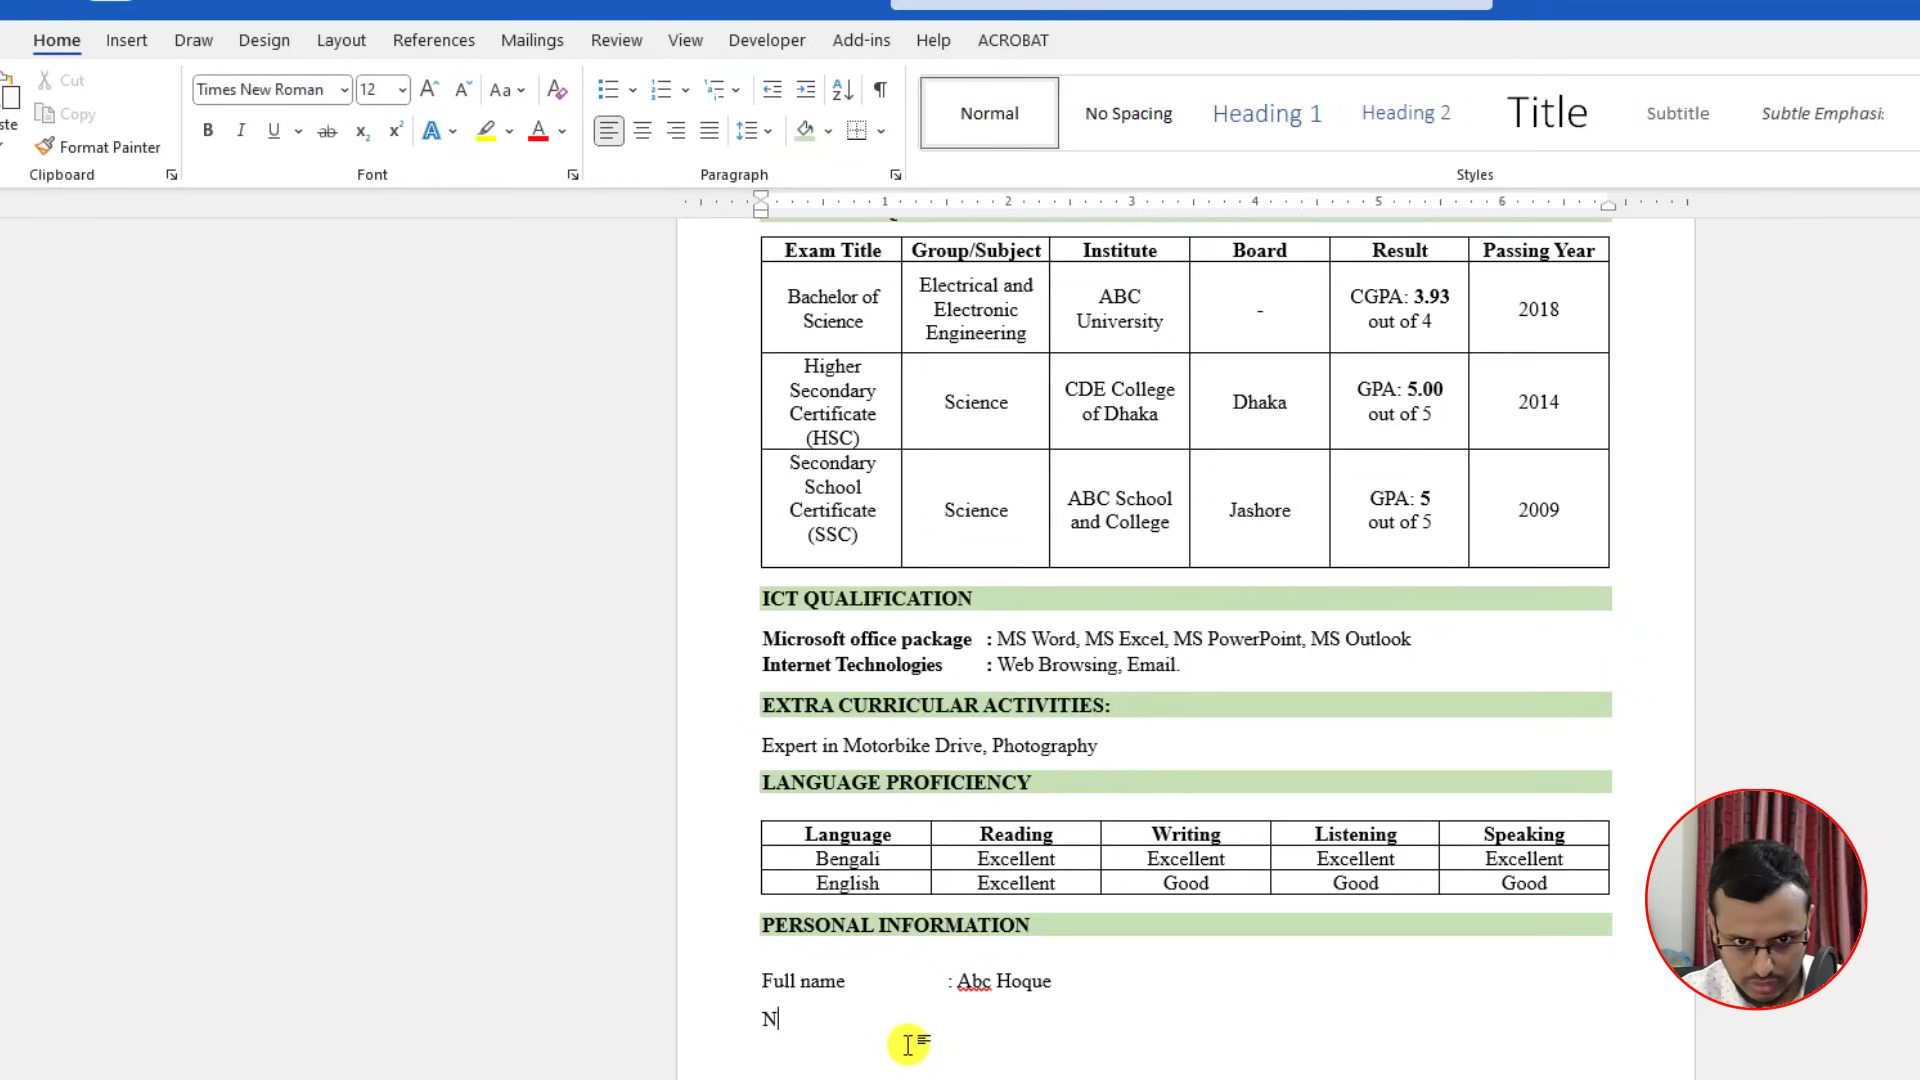 Home Insert Draw Design Layout References Mailings Review View Developer Add-ins Help ACROBAT
Cut
Copy
Format Painter
Clipboard
Times New Roman 12
Font
Paragraph
Normal No Spacing Heading 1 Heading 2 Title Subtitle Subtle Emphasi
Styles
1 2 3 4 5 6
Exam Title Group/Subject Institute Board Result Passing Year
Bachelor of Science Electrical and Electronic Engineering ABC University - CGPA: 3.93 out of 4 2018
Higher Secondary Certificate (HSC) Science CDE College of Dhaka Dhaka GPA: 5.00 out of 5 2014
Secondary School Certificate (SSC) Science ABC School and College Jashore GPA: 5 out of 5 2009
ICT QUALIFICATION
Microsoft office package : MS Word, MS Excel, MS PowerPoint, MS Outlook
Internet Technologies : Web Browsing, Email.
EXTRA CURRICULAR ACTIVITIES:
Expert in Motorbike Drive, Photography
LANGUAGE PROFICIENCY
Language Reading Writing Listening Speaking
Bengali Excellent Excellent Excellent Excellent
English Excellent Good Good Good
PERSONAL INFORMATION
Full name : Abc Hoque
N